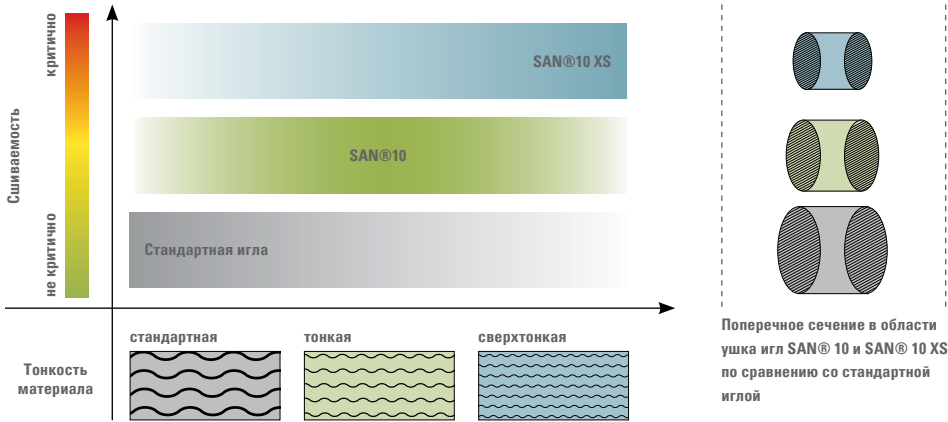 критично
Сшиваемость
не критично
SAN®10 XS
SAN®10
Стандартная игла
стандартная
тонкая
сверхтонкая
Тонкость
материала
Поперечное сечение в области
ушка игл SAN® 10 и SAN® 10 XS
по сравнению со стандартной
иглой